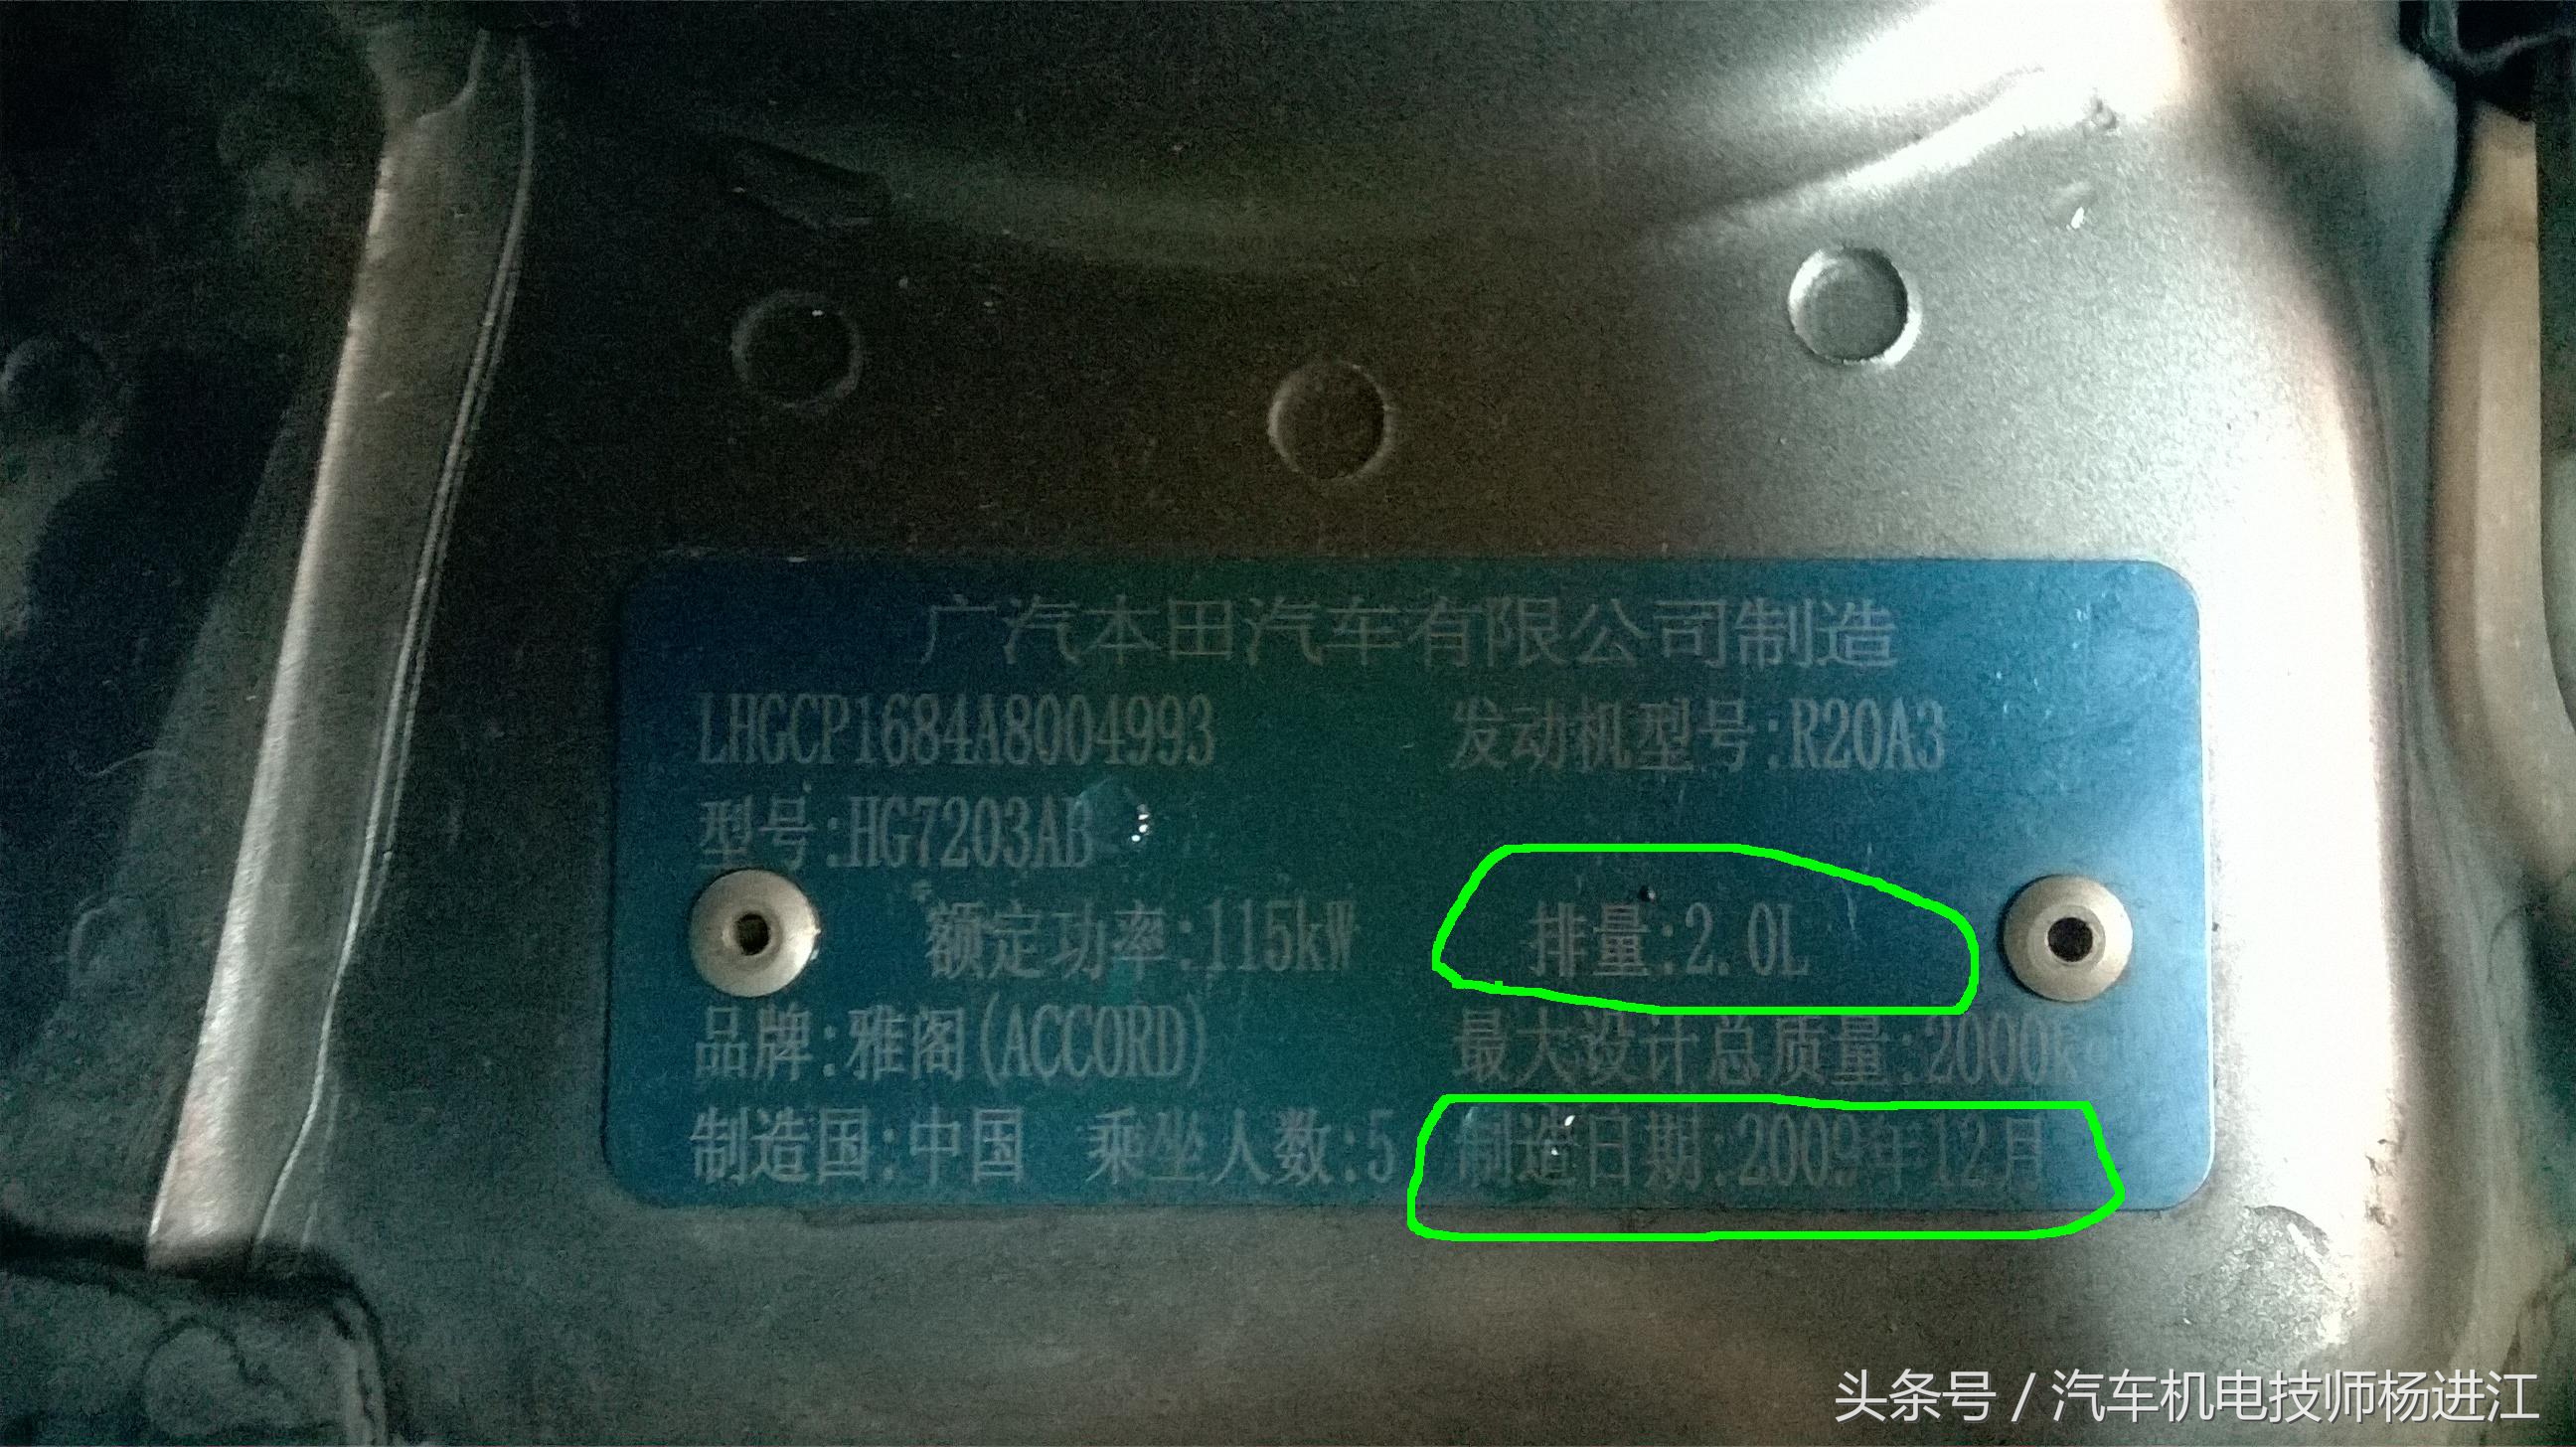 广汽本田汽车有限公司制造
LHGCP1684A8004993 发动机型号:R20A3
型号:HG7203AB
额定功率:115kW 排量:2.0L
品牌:雅阁(ACCORD) 最大设计总质量:2000kg
制造国:中国 乘坐人数:5 制造日期:2009年12月
头条号 / 汽车机电技师杨进江